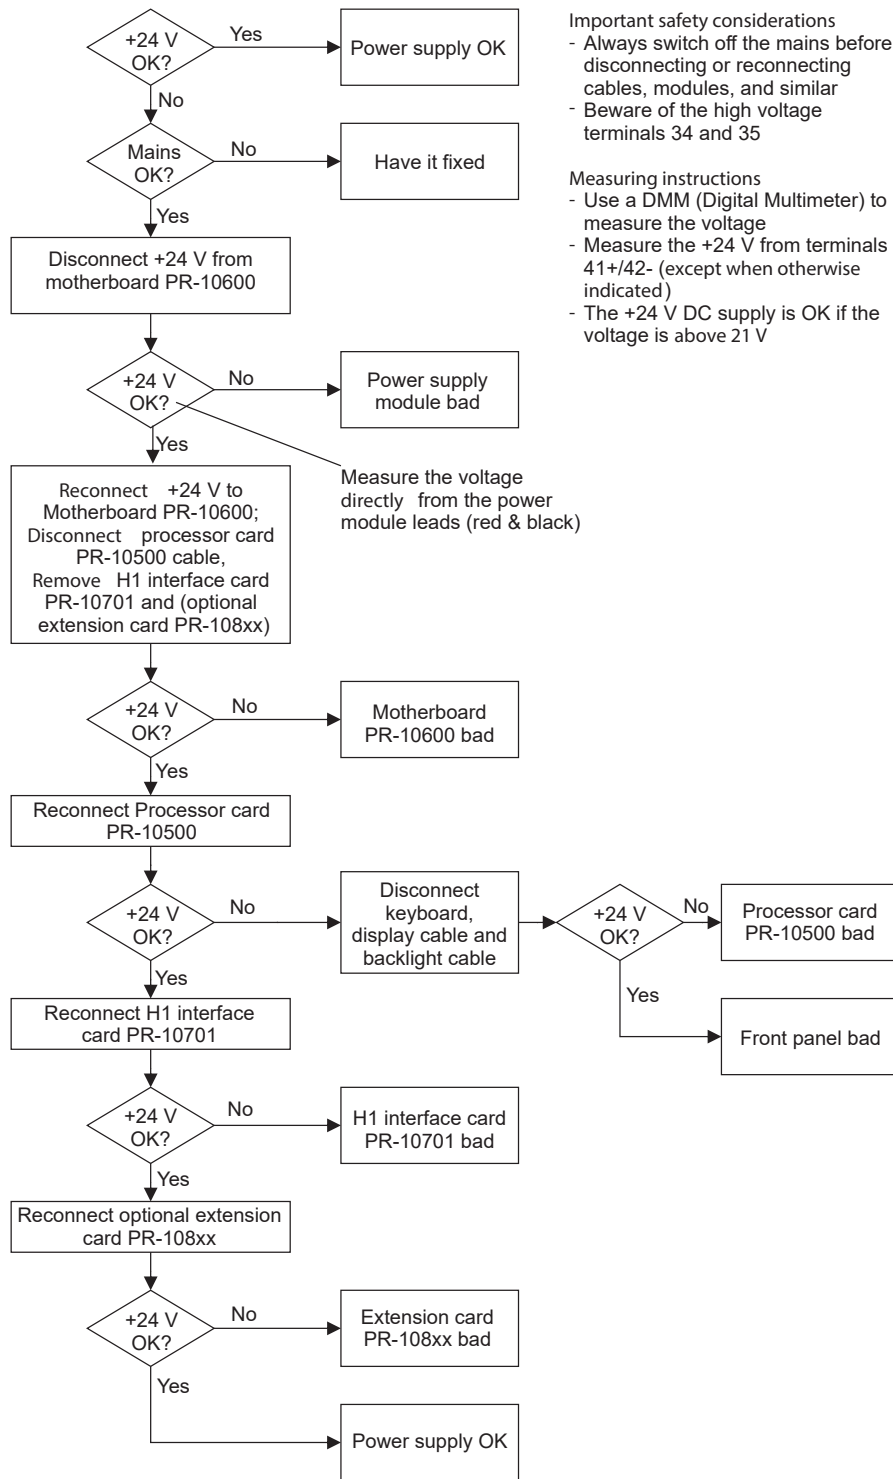 +24 V
OK?
Yes
Power supply OK
No
Mains
OK?
No
Have it fixed
Yes
Disconnect +24 V from
motherboard PR-10600
+24 V
OK?
No
Power supply
module bad
Yes
Measure the voltage
directly from the power
module leads (red & black)
Reconnect +24 V to
Motherboard PR-10600;
Disconnect processor card
PR-10500 cable,
Remove H1 interface card
PR-10701 and (optional
extension card PR-108xx)
+24 V
OK?
No
Motherboard
PR-10600 bad
Yes
Reconnect Processor card
PR-10500
+24 V
OK?
No
Disconnect
keyboard,
display cable and
backlight cable
+24 V
OK?
No
Processor card
PR-10500 bad
Yes
Front panel bad
Yes
Reconnect H1 interface
card PR-10701
+24 V
OK?
No
H1 interface card
PR-10701 bad
Yes
Reconnect optional extension
card PR-108xx
+24 V
OK?
No
Extension card
PR-108xx bad
Yes
Power supply OK
Important safety considerations
- Always switch off the mains before
disconnecting or reconnecting
cables, modules, and similar
- Beware of the high voltage
terminals 34 and 35
Measuring instructions
- Use a DMM (Digital Multimeter) to
measure the voltage
- Measure the +24 V from terminals
41+/42- (except when otherwise
indicated)
- The +24 V DC supply is OK if the
voltage is above 21 V